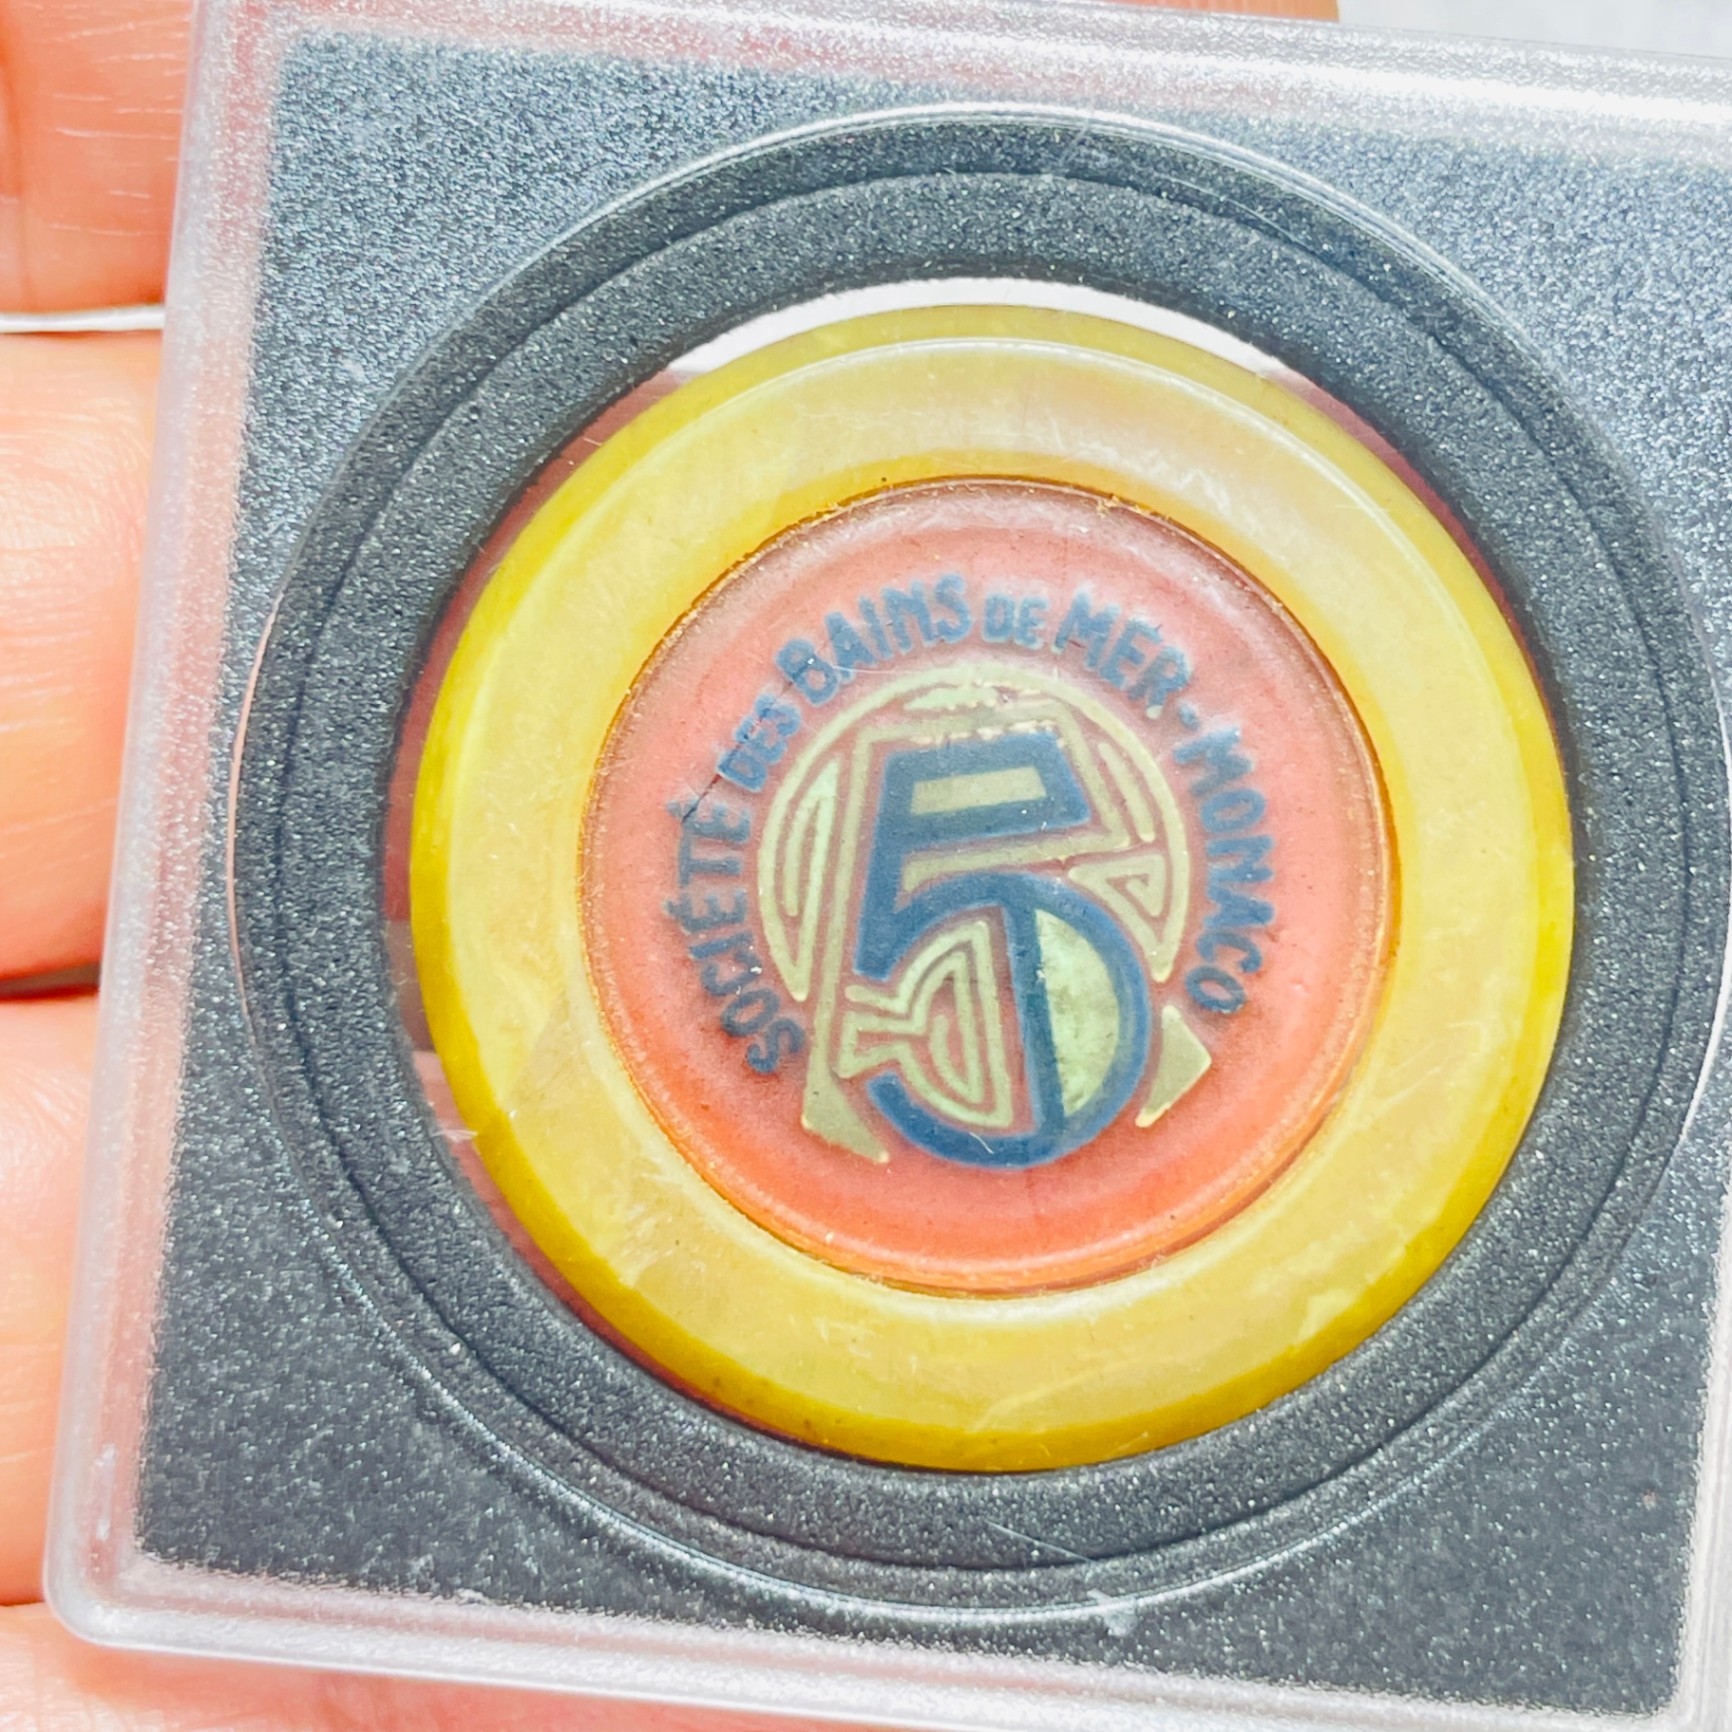 SOCIÉTÉ DES BAINS DE MER - MONACO
5